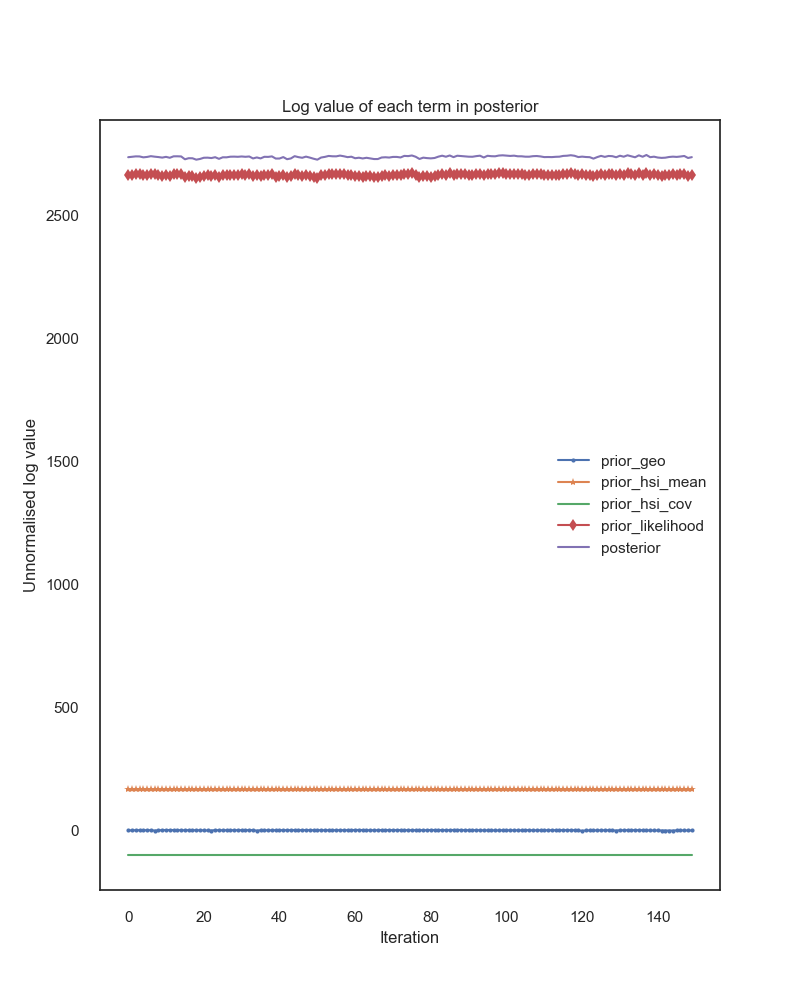 Log value of each term in posterior
Unnormalised log value
2500
2000
1500
1000
500
0
prior_geo
prior_hsi_mean
prior_hsi_cov
prior_likelihood
posterior
0 20 40 60 80 100 120 140
Iteration